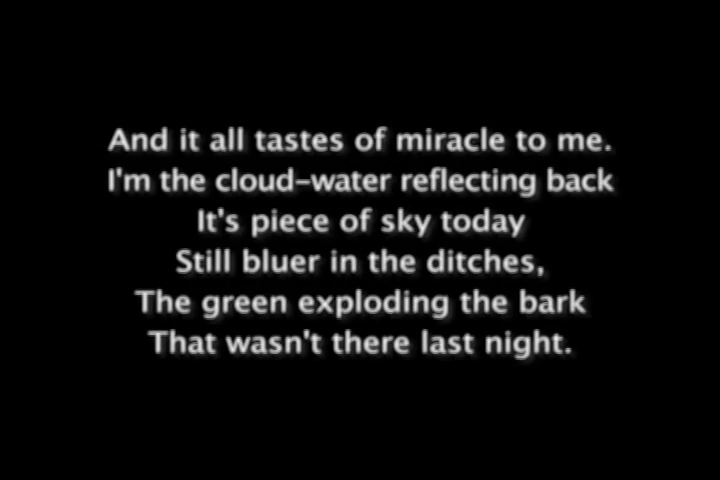 And it all tastes of miracle to me.
I'm the cloud-water reflecting back
It's piece of sky today
Still bluer in the ditches,
The green exploding the bark
That wasn't there last night.